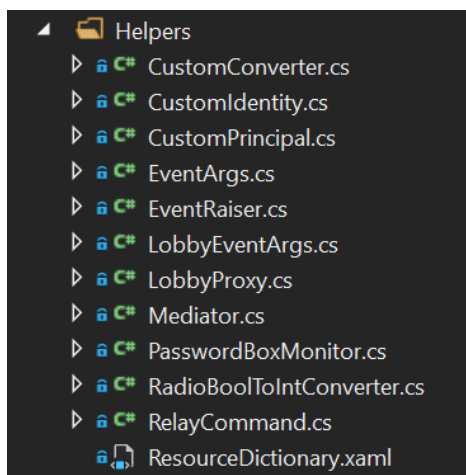 Helpers
C# CustomConverter.cs
C# CustomIdentity.cs
C# CustomPrincipal.cs
C# EventArgs.cs
C# EventRaiser.cs
C# LobbyEventArgs.cs
C# LobbyProxy.cs
C# Mediator.cs
C# PasswordBoxMonitor.cs
C# RadioBoolToIntConverter.cs
C# RelayCommand.cs
ResourceDictionary.xaml